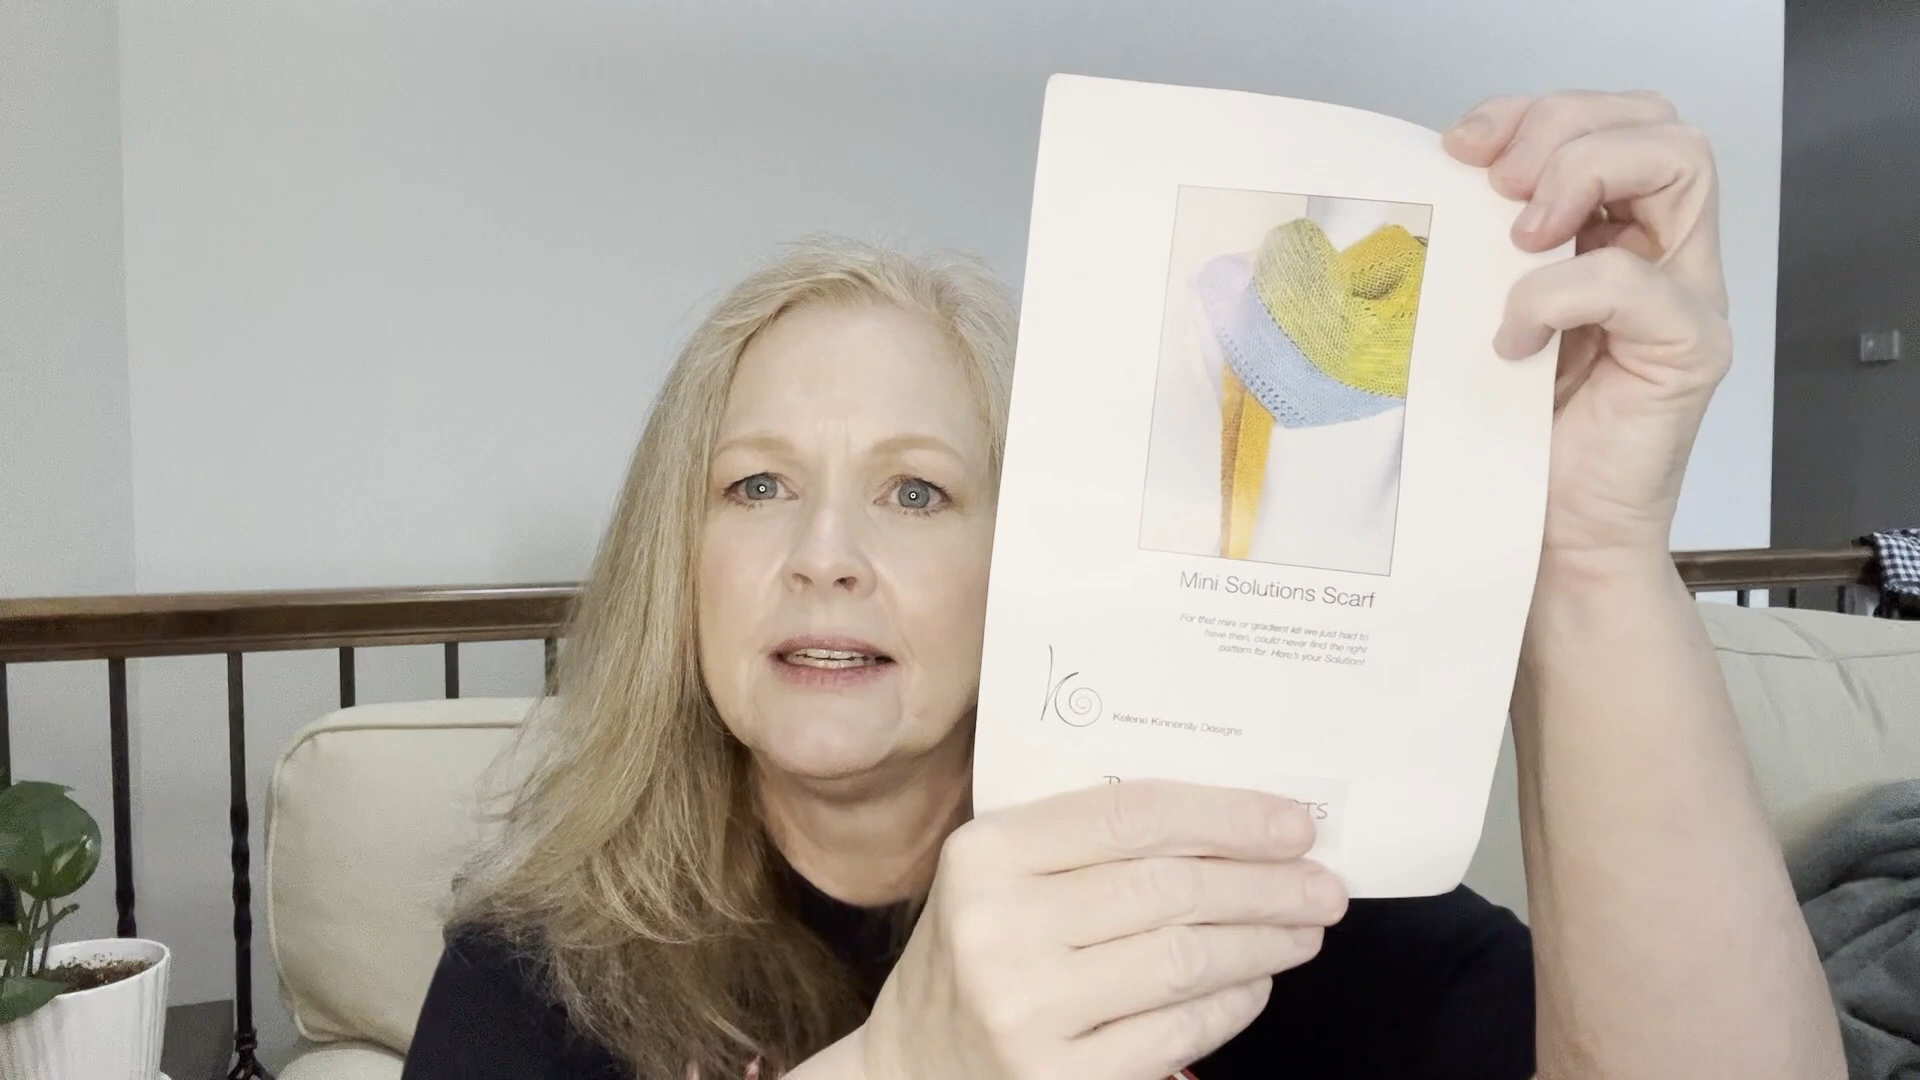 Mini Solutions Scarf
For that mini or gradient kit we just had to
have then, could never find the right
pattern for. Here's your Solution!
Kelene Kinnersly Designs